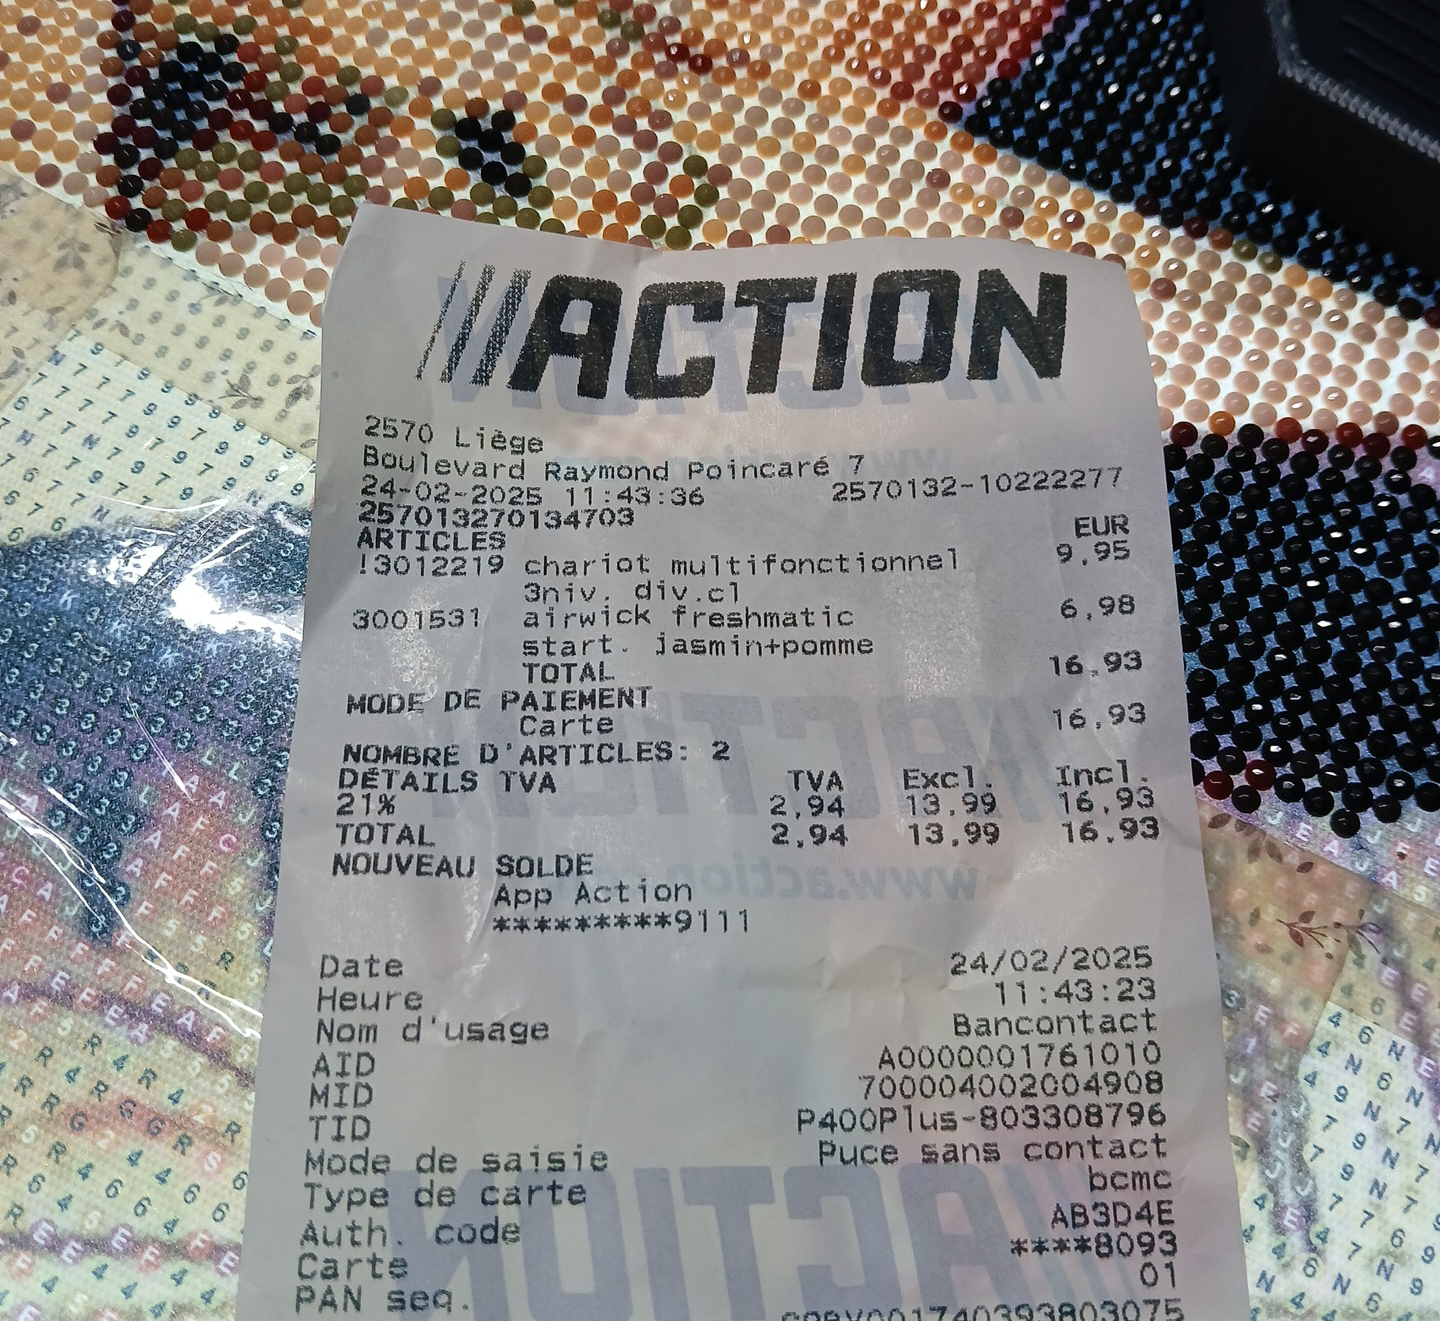 ACTION
2570 Liège
Boulevard Raymond Poincaré 7
24-02-2025 11:43:36 2570132-10222277
257013270134703
ARTICLES EUR
!3012219 chariot multifonctionnel 9,95
3niv. div.cl
3001531 airwick freshmatic 6,98
start. jasmin+pomme
TOTAL 16,93
MODE DE PAIEMENT
Carte 16,93
NOMBRE D'ARTICLES: 2
DÉTAILS TVA TVA Excl. Incl.
21% 2,94 13,99 16,93
TOTAL 2,94 13,99 16,93
NOUVEAU SOLDE
App Action
*********9111
Date 24/02/2025
Heure 11:43:23
Nom d'usage Bancontact
AID A0000001761010
MID 700004002004908
TID P400Plus-803308796
Mode de saisie Puce sans contact
Type de carte bcmc
Auth. code AB3D4E
Carte ****8093
PAN seq. 01